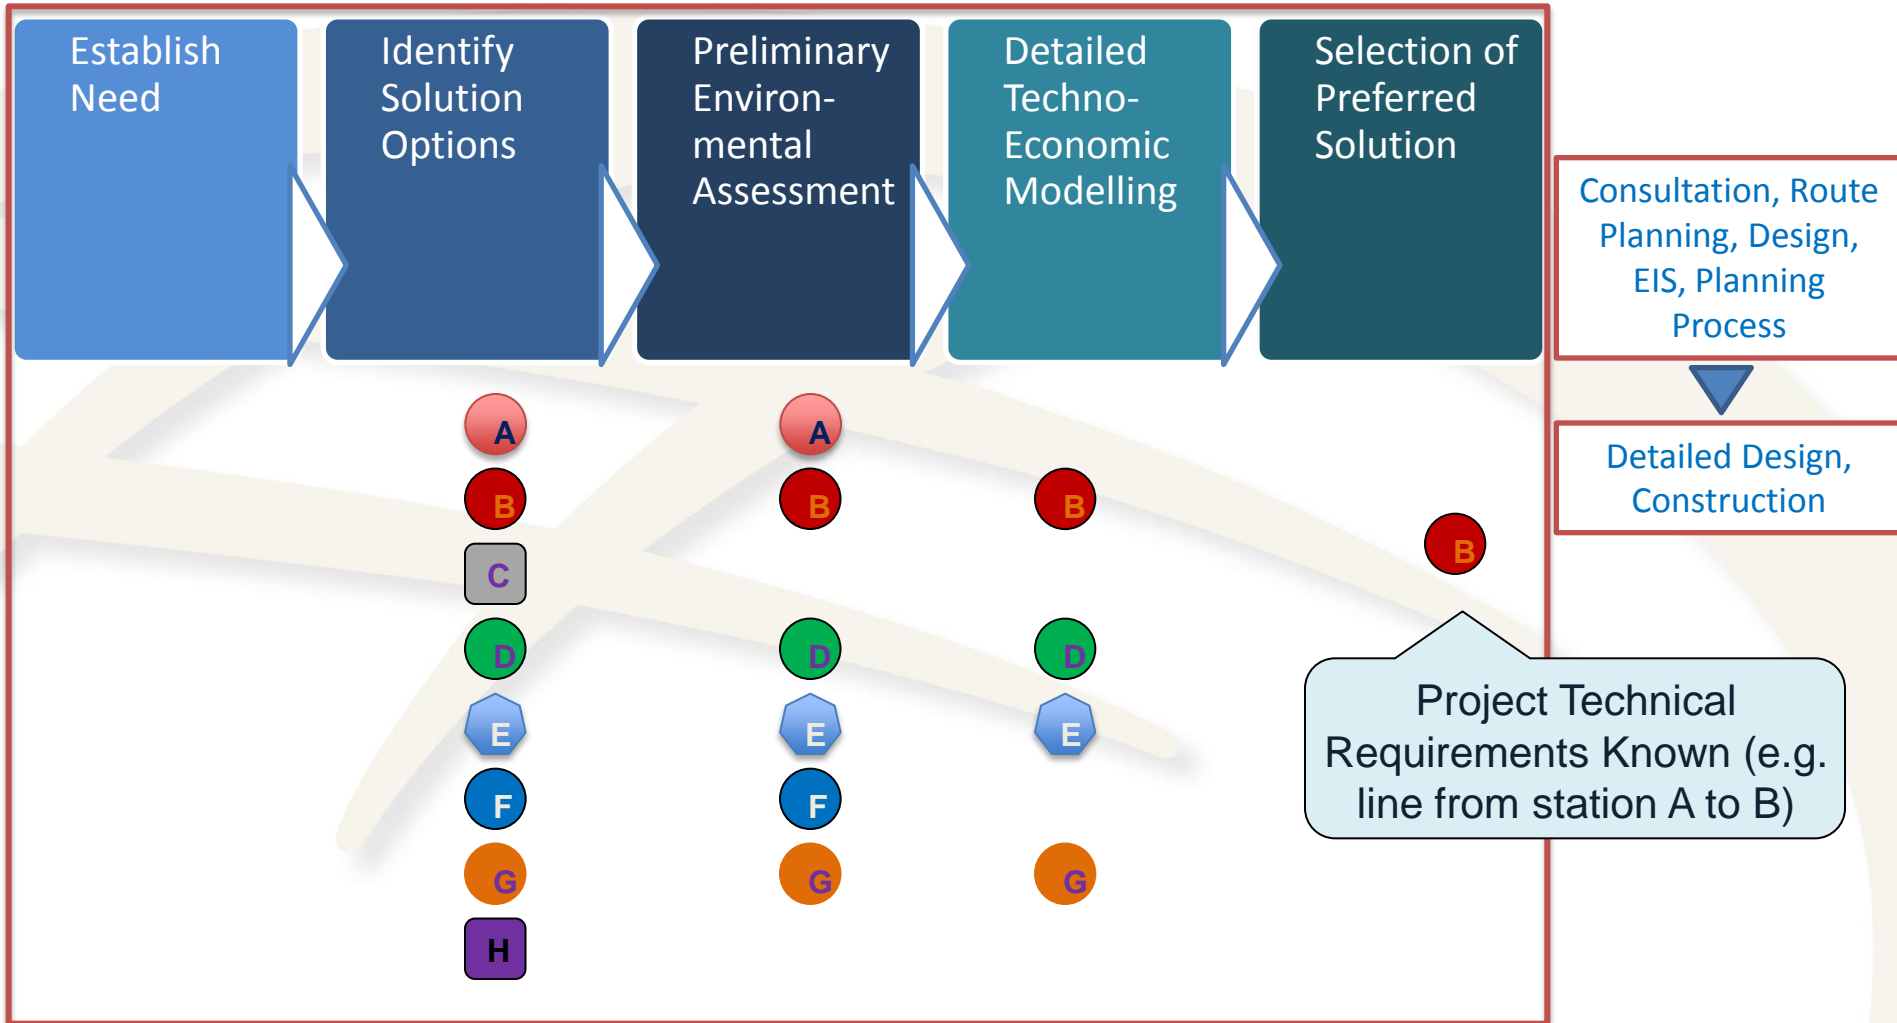 Establish
Need
Identify
Solution
Options
Preliminary
Environ-
mental
Assessment
Detailed
Techno-
Economic
Modelling
Selection of
Preferred
Solution
Consultation, Route
Planning, Design,
EIS, Planning
Process
Detailed Design,
Construction
A
A
B
B
B
B
C
D
D
D
E
E
E
F
F
G
G
G
H
Project Technical
Requirements Known (e.g.
line from station A to B)